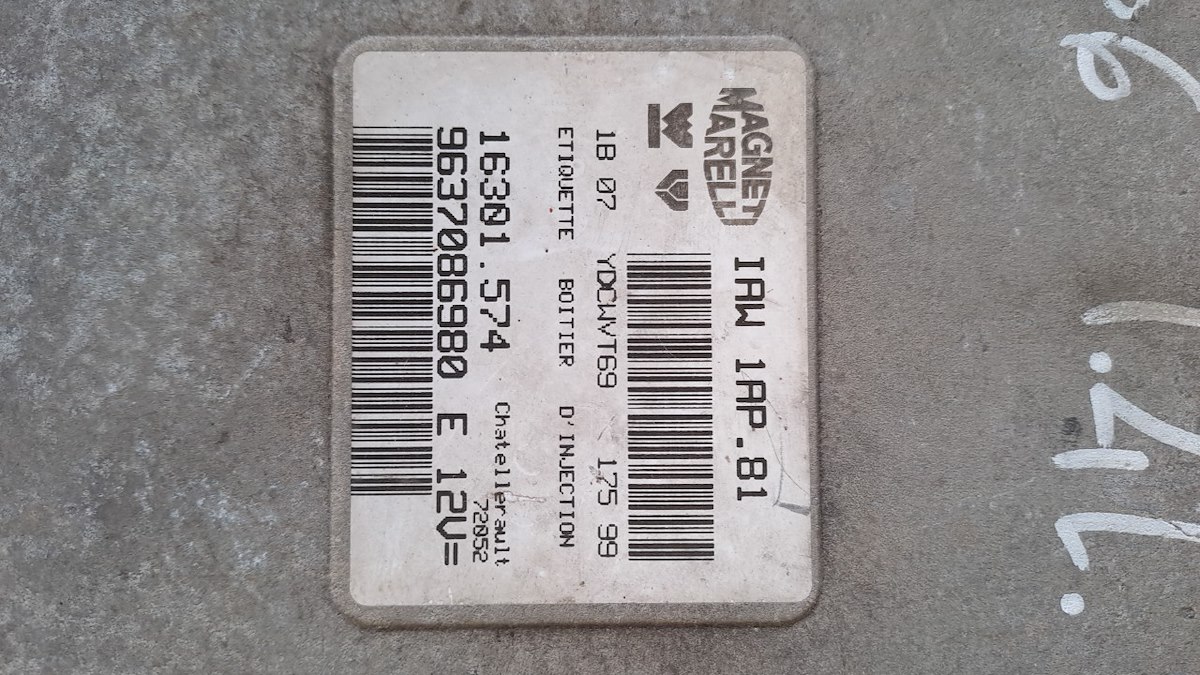 MAGNETI
MARELLI
IAW 1AP.81
1B 07 YDCWVT69 175 99
ETIQUETTE BOITIER D'INJECTION
16301.574 Chatellerault
72052
9637086980 E 12V=